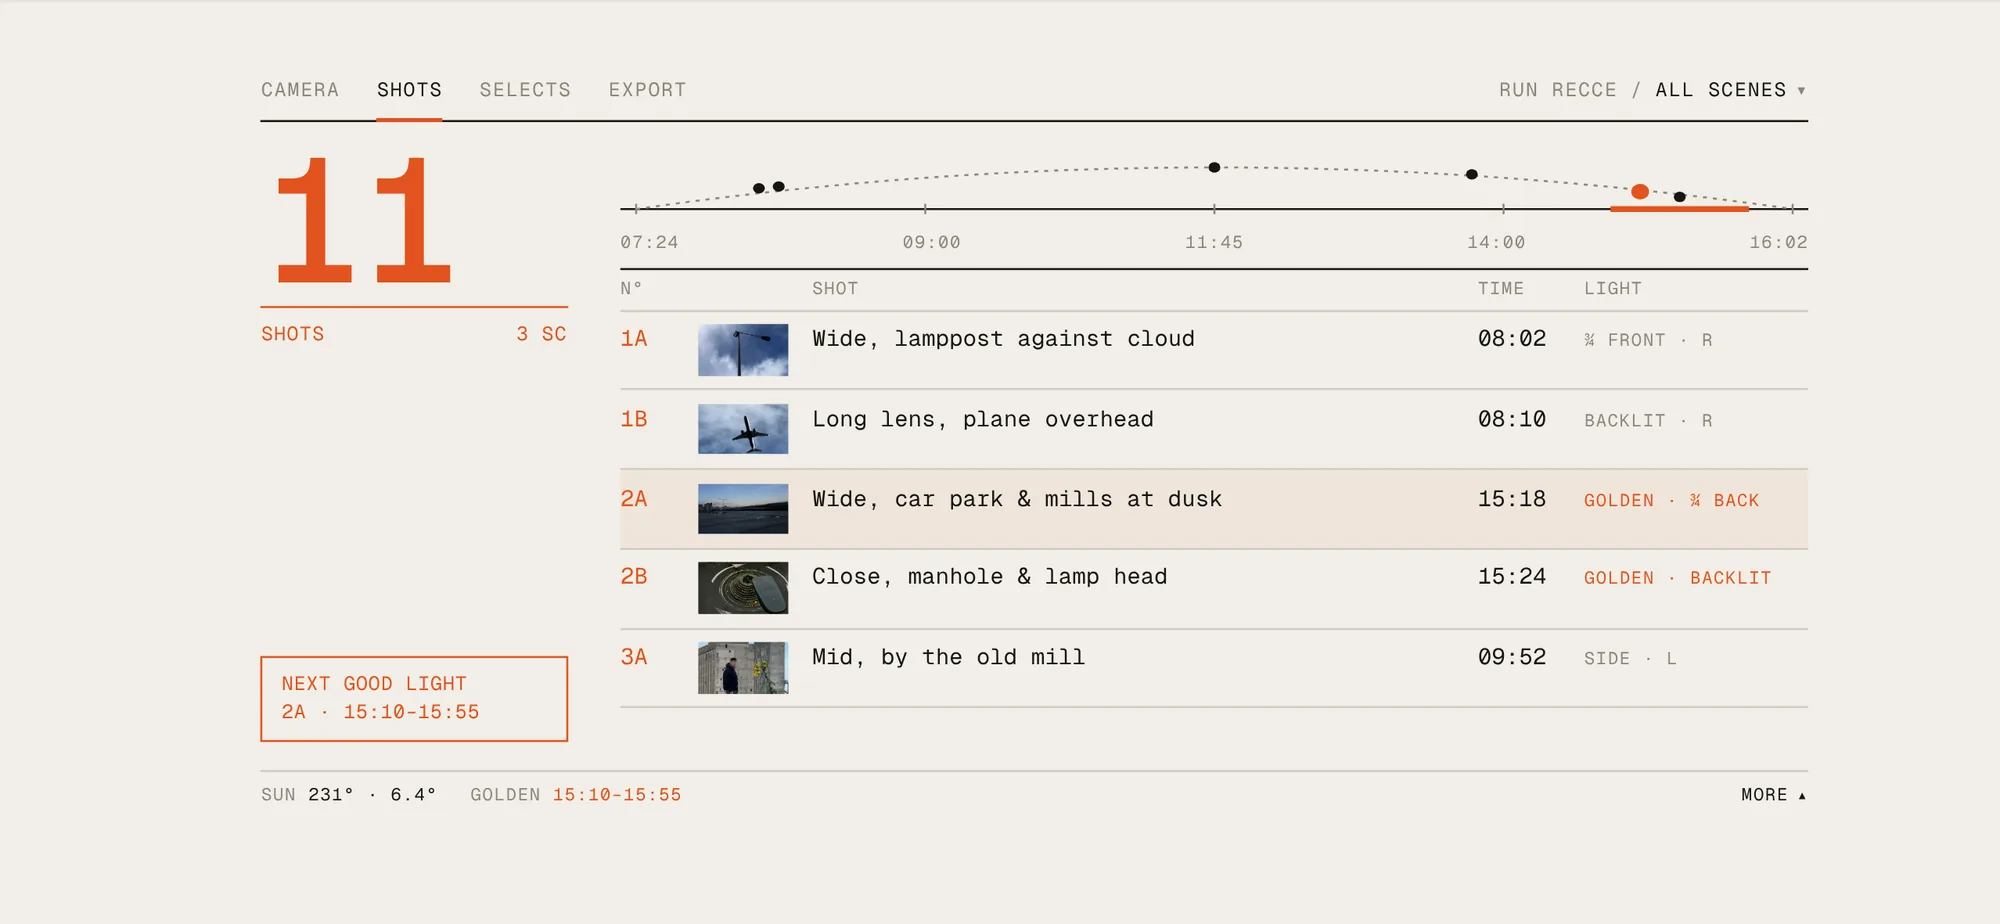 CAMERA SHOTS SELECTS EXPORT RUN RECCE / ALL SCENES ▾
11
SHOTS 3 SC
07:24 09:00 11:45 14:00 16:02
N° SHOT TIME LIGHT
1A Wide, lamppost against cloud 08:02 ¾ FRONT · R
1B Long lens, plane overhead 08:10 BACKLIT · R
2A Wide, car park & mills at dusk 15:18 GOLDEN · ¾ BACK
2B Close, manhole & lamp head 15:24 GOLDEN · BACKLIT
3A Mid, by the old mill 09:52 SIDE · L
NEXT GOOD LIGHT
2A · 15:10–15:55
SUN 231° · 6.4° GOLDEN 15:10–15:55 MORE ▴